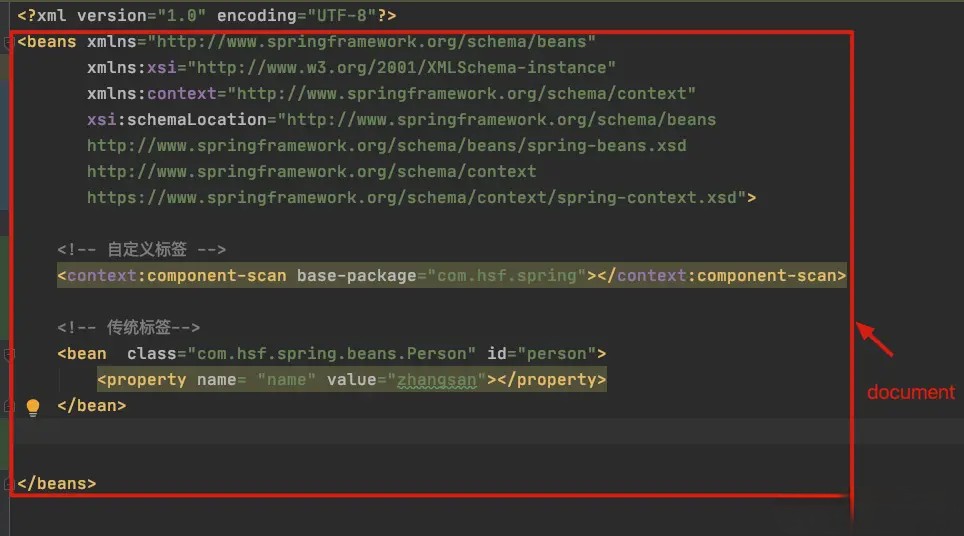 <?xml version="1.0" encoding="UTF-8"?>
<beans xmlns="http://www.springframework.org/schema/beans"
xmlns:xsi="http://www.w3.org/2001/XMLSchema-instance"
xmlns:context="http://www.springframework.org/schema/context"
xsi:schemaLocation="http://www.springframework.org/schema/beans
http://www.springframework.org/schema/beans/spring-beans.xsd
http://www.springframework.org/schema/context
https://www.springframework.org/schema/context/spring-context.xsd">
<!-- 自定义标签 -->
<context:component-scan base-package="com.hsf.spring"></context:component-scan>
<!-- 传统标签-->
<bean  class="com.hsf.spring.beans.Person" id="person">
<property name= "name" value="zhangsan"></property>
document
</bean>
</beans>